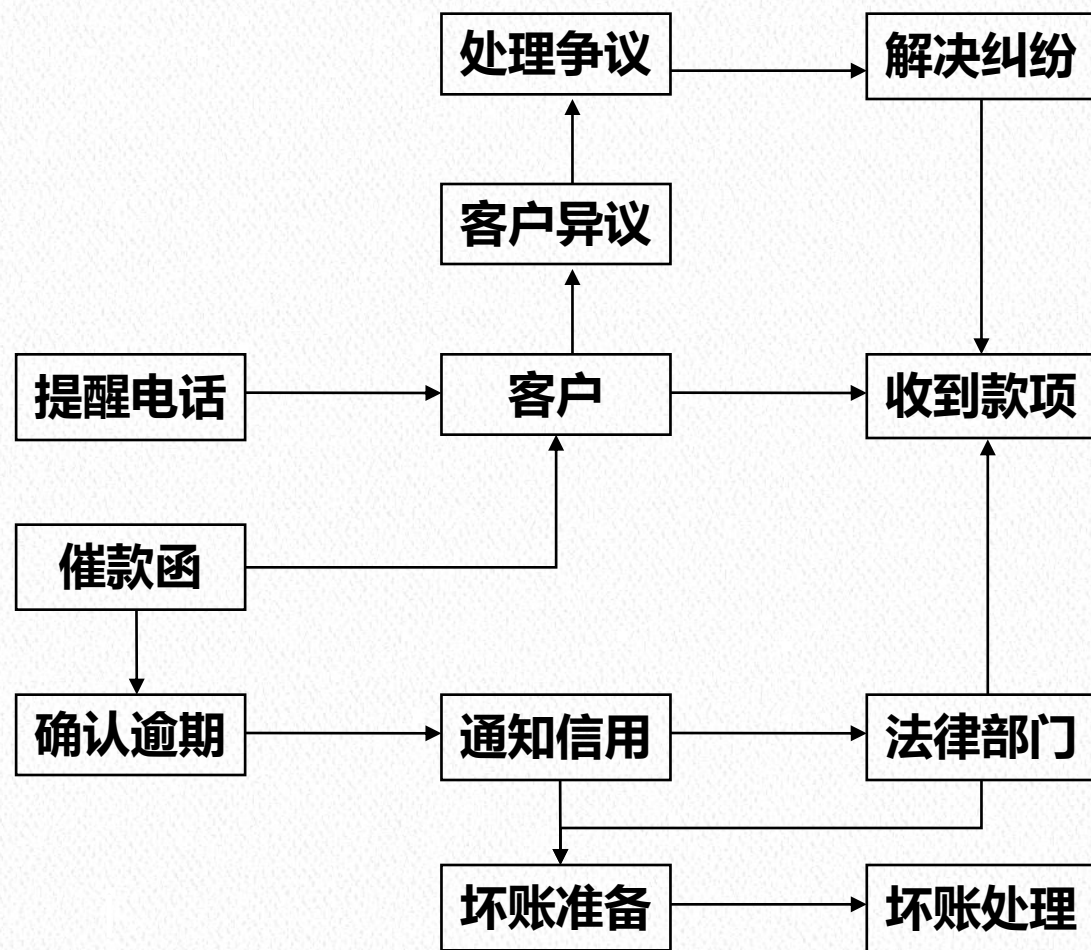 处理争议
解决纠纷
客户异议
提醒电话
客户
收到款项
催款函
确认逾期
通知信用
法律部门
坏账准备
坏账处理